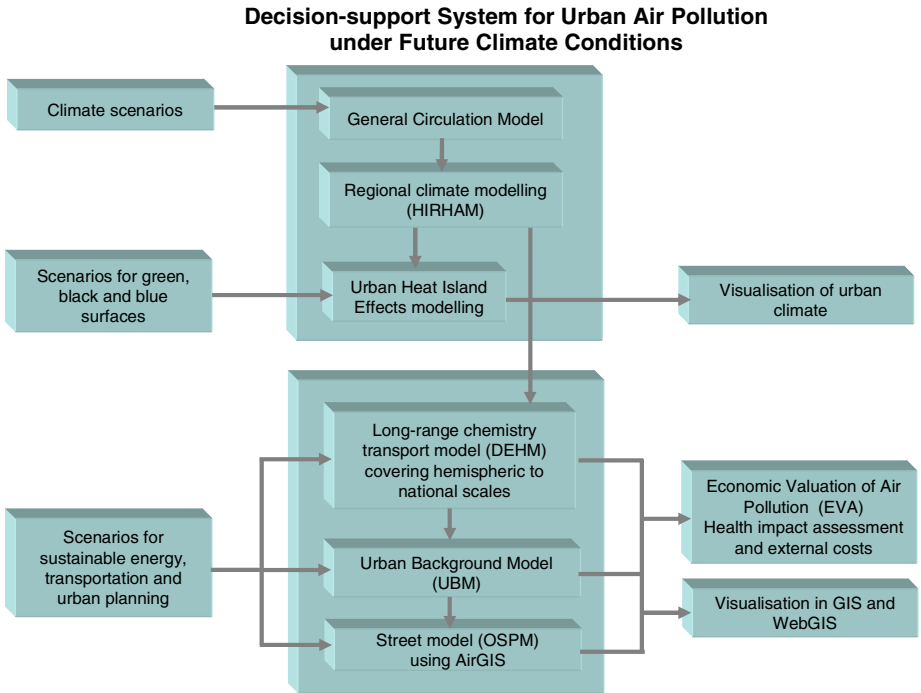 Decision-support System for Urban Air Pollution
under Future Climate Conditions
Climate scenarios
General Circulation Model
Regional climate modelling
(HIRHAM)
Scenarios for green,
black and blue
surfaces
Urban Heat Island
Effects modelling
Visualisation of urban
climate
Long-range chemistry
transport model (DEHM)
covering hemispheric to
national scales
Economic Valuation of Air
Pollution (EVA)
Health impact assessment
and external costs
Scenarios for
sustainable energy,
transportation and
urban planning
Urban Background Model
(UBM)
Visualisation in GIS and
WebGIS
Street model (OSPM)
using AirGIS